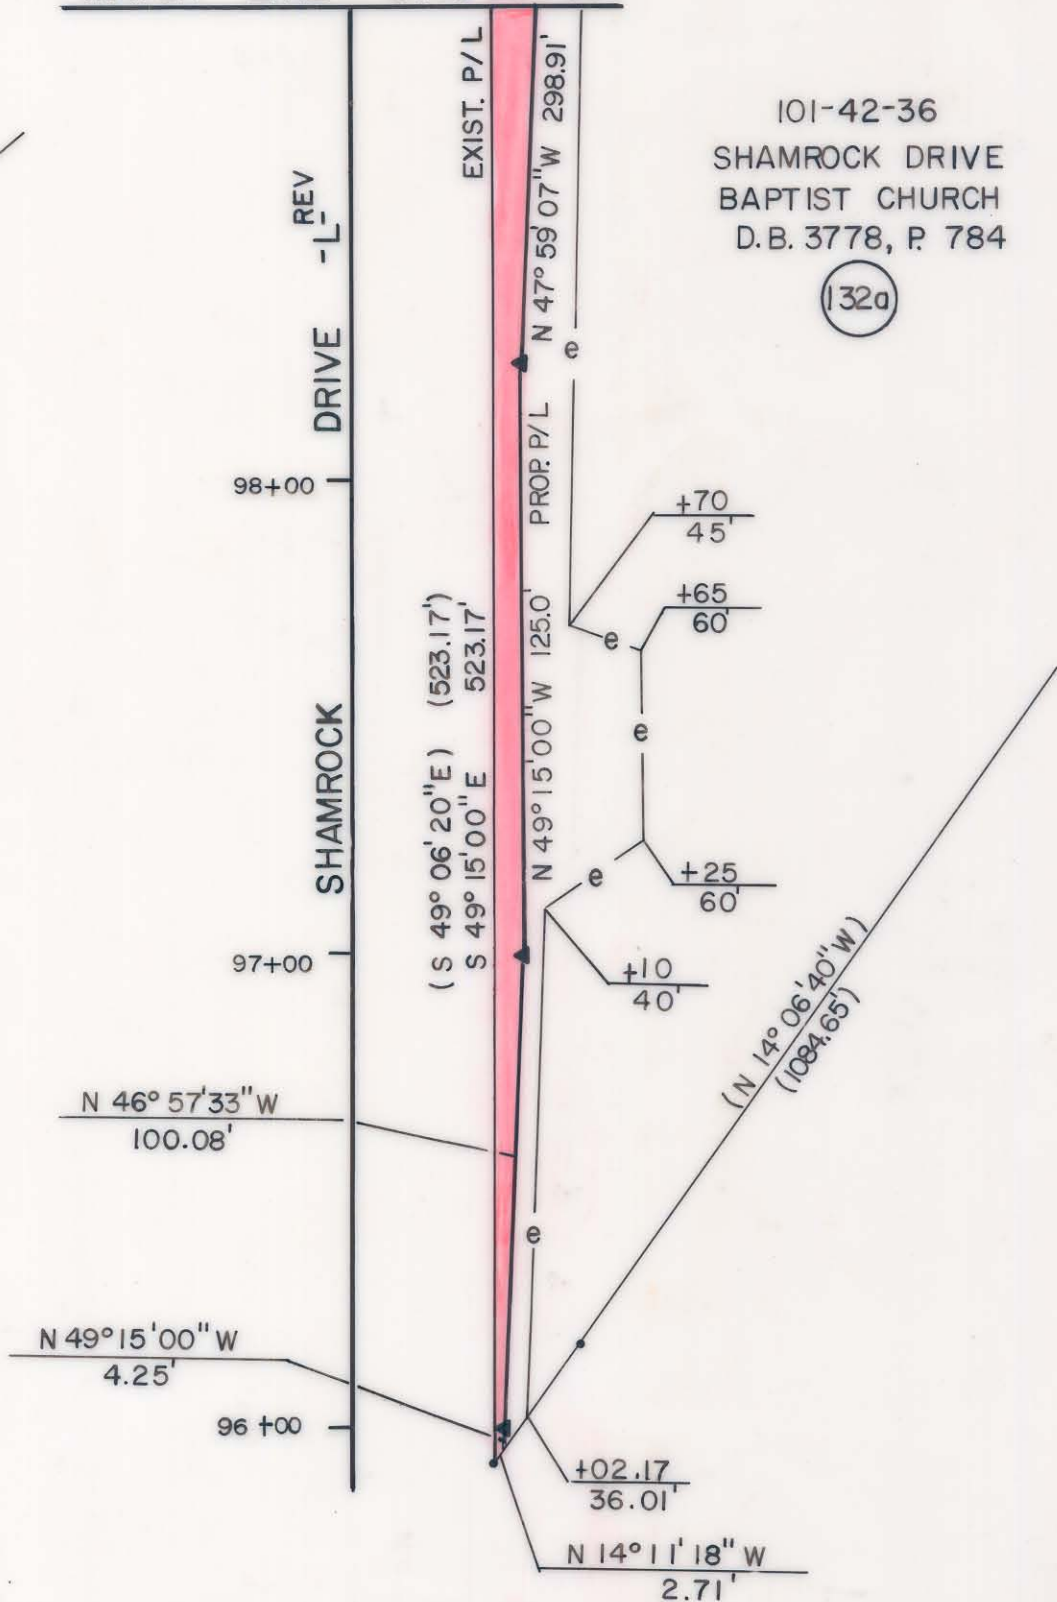 101-42-36
SHAMROCK DRIVE
BAPTIST CHURCH
D.B. 3778, P. 784
132a
EXIST. P/L
N 47° 59' 07" W 298.91'
e
SHAMROCK DRIVE -L- REV
PROP. P/L
98+00
+70
45'
+65
60'
e
e
(S 49° 06' 20" E) (523.17')
S 49° 15' 00" E 523.17'
N 49° 15' 00" W 125.0'
e
+25
60'
97+00
+10
40'
(N 14° 06' 40" W)
(1084.65')
N 46° 57' 33" W
100.08'
e
N 49° 15' 00" W
4.25'
96+00
+02.17
36.01'
N 14° 11' 18" W
2.71'